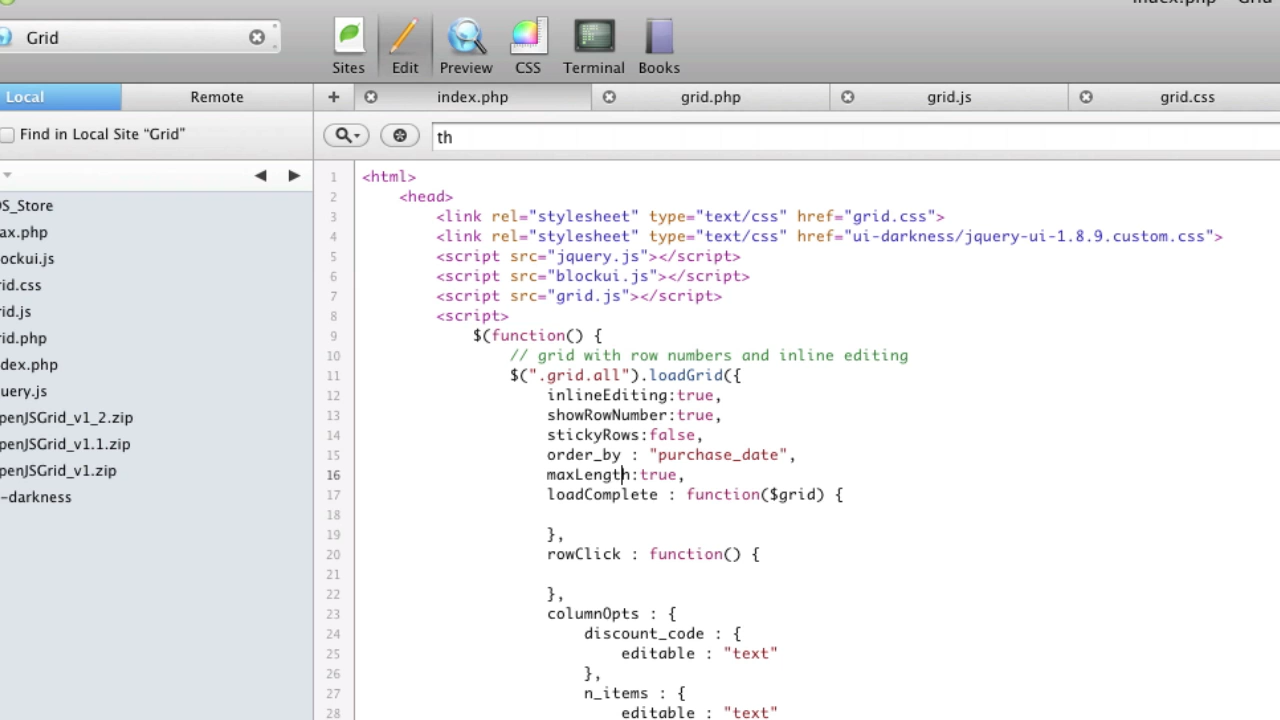 index.php Grid
Grid
Sites Edit Preview CSS Terminal Books
Local Remote + index.php grid.php grid.js grid.css
Find in Local Site "Grid"
th
OS_Store
ax.php
ockui.js
id.css
id.js
id.php
dex.php
uery.js
penJSGrid_v1_2.zip
penJSGrid_v1.1.zip
penJSGrid_v1.zip
-darkness
1 <html>
2 <head>
3 <link rel="stylesheet" type="text/css" href="grid.css">
4 <link rel="stylesheet" type="text/css" href="ui-darkness/jquery-ui-1.8.9.custom.css">
5 <script src="jquery.js"></script>
6 <script src="blockui.js"></script>
7 <script src="grid.js"></script>
8 <script>
9 $(function() {
10 // grid with row numbers and inline editing
11 $(".grid.all").loadGrid({
12 inlineEditing:true,
13 showRowNumber:true,
14 stickyRows:false,
15 order_by : "purchase_date",
16 maxLength:true,
17 loadComplete : function($grid) {
18
19 },
20 rowClick : function() {
21
22 },
23 columnOpts : {
24 discount_code : {
25 editable : "text"
26 },
27 n_items : {
28 editable : "text"